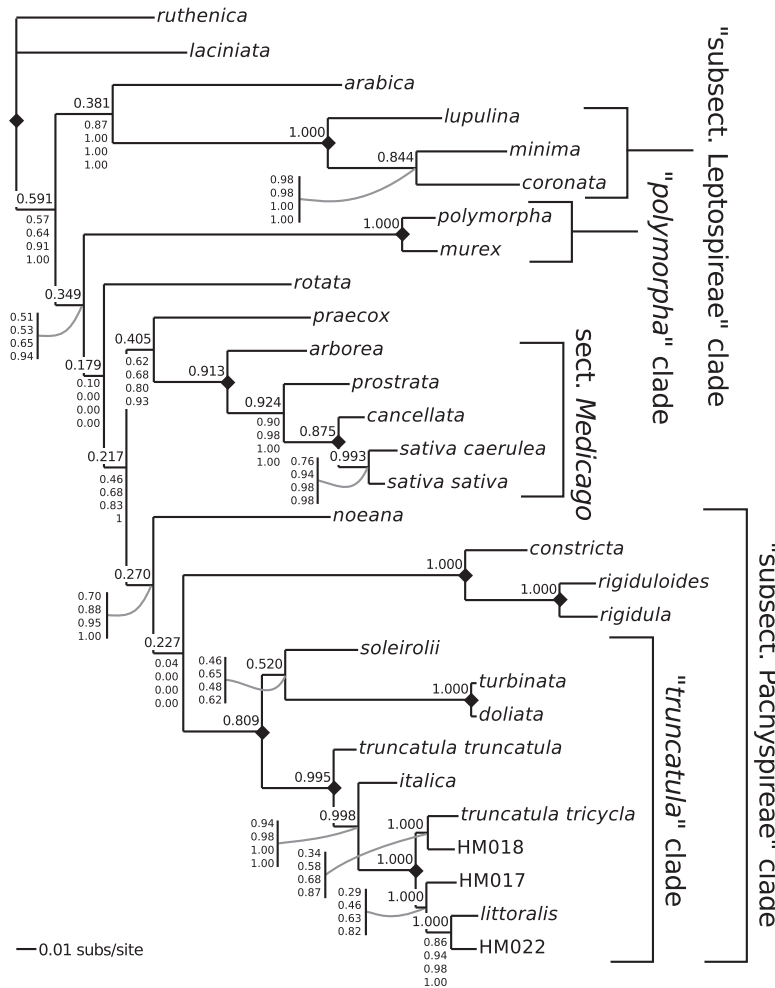 ruthenica
laciniata
arabica
0.381
0.87
1.00
1.00
1.00
lupulina
1.000
minima
0.844
coronata
0.98
0.98
1.00
1.00
"subsect. Leptospireae" clade
0.591
0.57
0.64
0.91
1.00
polymorpha
1.000
murex
"polymorpha" clade
0.349
0.51
0.53
0.65
0.94
rotata
0.179
0.10
0.00
0.00
0.00
praecox
0.405
0.62
0.68
0.80
0.93
arborea
0.913
prostrata
0.924
0.90
0.98
1.00
1.00
cancellata
0.875
sativa caerulea
0.993
sativa sativa
0.76
0.94
0.98
0.98
sect. Medicago
0.217
0.46
0.68
0.83
1
noeana
0.270
0.70
0.88
0.95
1.00
constricta
1.000
rigiduloides
1.000
rigidula
0.227
0.04
0.00
0.00
0.00
soleirolii
0.520
0.46
0.65
0.48
0.62
turbinata
1.000
doliata
0.809
truncatula truncatula
0.995
italica
0.998
0.94
0.98
1.00
1.00
truncatula tricycla
1.000
HM018
0.34
0.58
0.68
0.87
1.000
HM017
1.000
0.29
0.46
0.63
0.82
littoralis
1.000
HM022
0.86
0.94
0.98
1.00
"truncatula" clade
"subsect. Pachyspireae" clade
0.01 subs/site